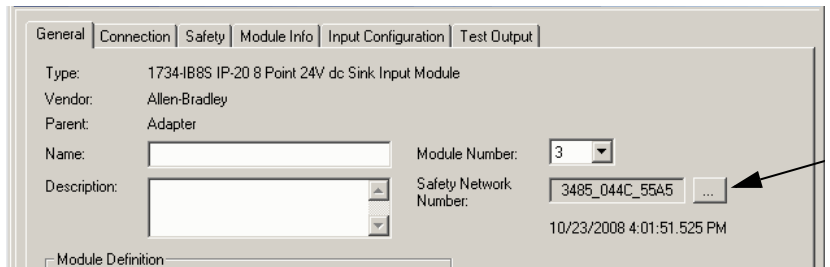 General Connection Safety Module Info Input Configuration Test Output
Type: 1734-IB8S IP-20 8 Point 24V dc Sink Input Module
Vendor: Allen-Bradley
Parent: Adapter
Name: Module Number: 3
Description: Safety Network Number: 3485_044C_55A5 ...
10/23/2008 4:01:51.525 PM
Module Definition